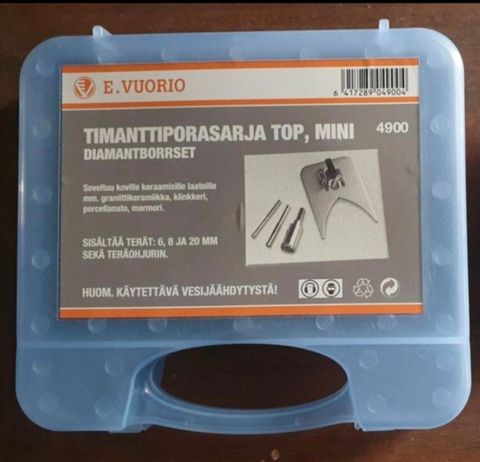 E.VUORIO
6 417289 049004
TIMANTTIPORASARJA TOP, MINI 4900
DIAMANTBORRSET
Soveltuu koville keraamisille laatoille
mm. graniittikeramiikka, klinkkeri,
porcellanato, marmori.
SISÄLTÄÄ TERÄT: 6, 8 JA 20 MM
SEKÄ TERÄOHJURIN.
HUOM. KÄYTETTÄVÄ VESIJÄÄHDYTYSTÄ!